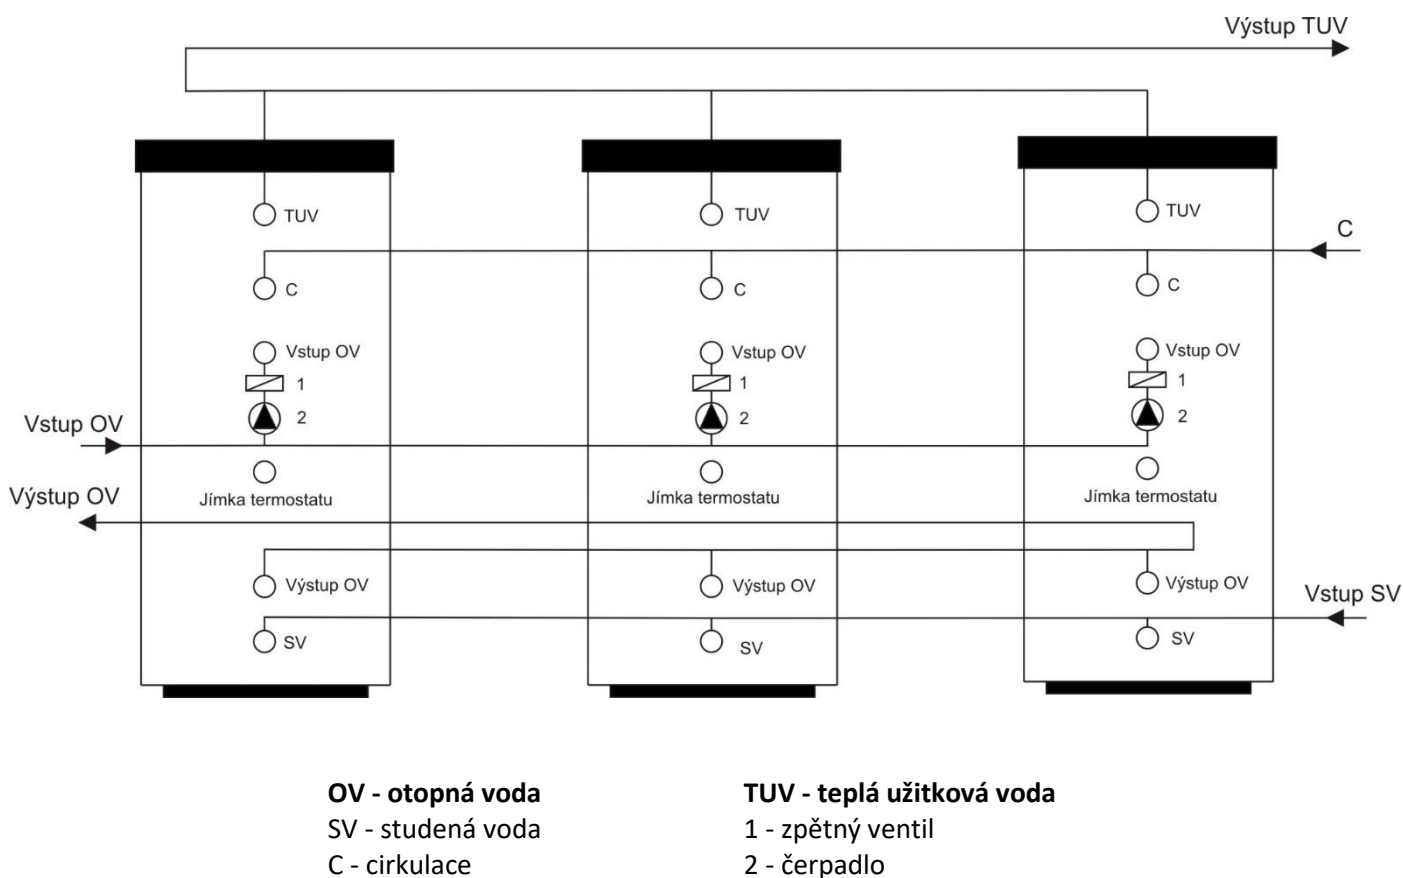 Výstup TUV
TUV
TUV
TUV
C
C
C
C
Vstup OV
Vstup OV
Vstup OV
1
1
1
Vstup OV
2
2
2
Výstup OV
Jímka termostatu
Jímka termostatu
Jímka termostatu
Výstup OV
Výstup OV
Výstup OV
Vstup SV
SV
SV
SV
OV - otopná voda
TUV - teplá užitková voda
SV - studená voda
1 - zpětný ventil
C - cirkulace
2 - čerpadlo